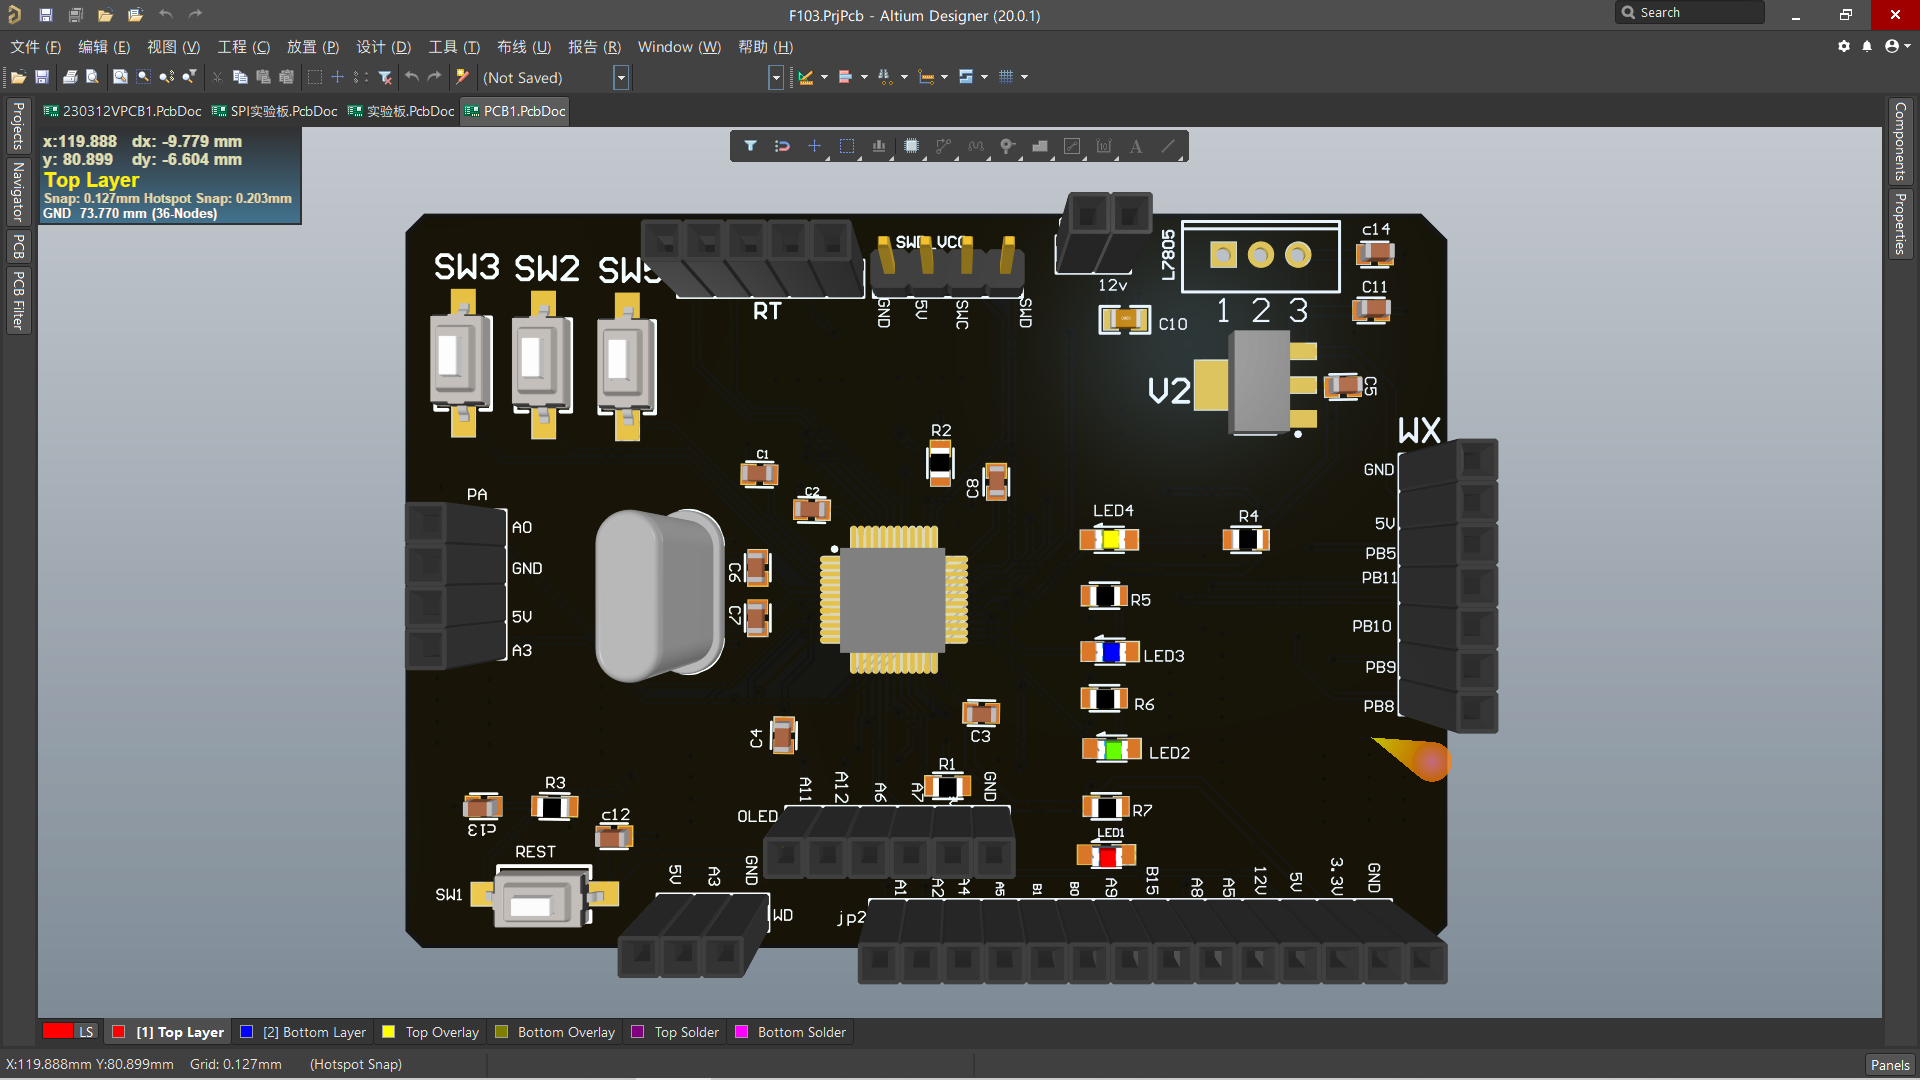 F103.PrjPcb - Altium Designer (20.0.1)
Search
文件 (F) 编辑 (E) 视图 (V) 工程 (C) 放置 (P) 设计 (D) 工具 (T) 布线 (U) 报告 (R) Window (W) 帮助 (H)
(Not Saved)
230312VPCB1.PcbDoc SPI实验板.PcbDoc 实验板.PcbDoc PCB1.PcbDoc
Projects
Navigator
PCB
PCB Filter
Components
Properties
x:119.888 dx: -9.779 mm
y: 80.899 dy: -6.604 mm
Top Layer
Snap: 0.127mm Hotspot Snap: 0.203mm
GND 73.770 mm (36-Nodes)
SW3 SW2 SW5
RT
SWD_VCC
GND 5V SWC SWD
12v
L7805
1 2 3
c14
C11
C10
V2
C5
WX
GND
5V
PB5
PB11
PB10
PB9
PB8
R2
C8
C1
C2
PA
A0
GND
5V
A3
C6
C7
LED4
R4
R5
LED3
R6
LED2
R7
LED1
C4
C3
R1
A11 A12 A6 A7 GND
OLED
R3
c13
c12
REST
SW1
5V A3 GND
WD
jp2
A1 A2 A4 A5 B1 B0 A9 B15 A8 A5 12V 5V 3.3V GND
LS [1] Top Layer [2] Bottom Layer Top Overlay Bottom Overlay Top Solder Bottom Solder
X:119.888mm Y:80.899mm Grid: 0.127mm (Hotspot Snap)
Panels